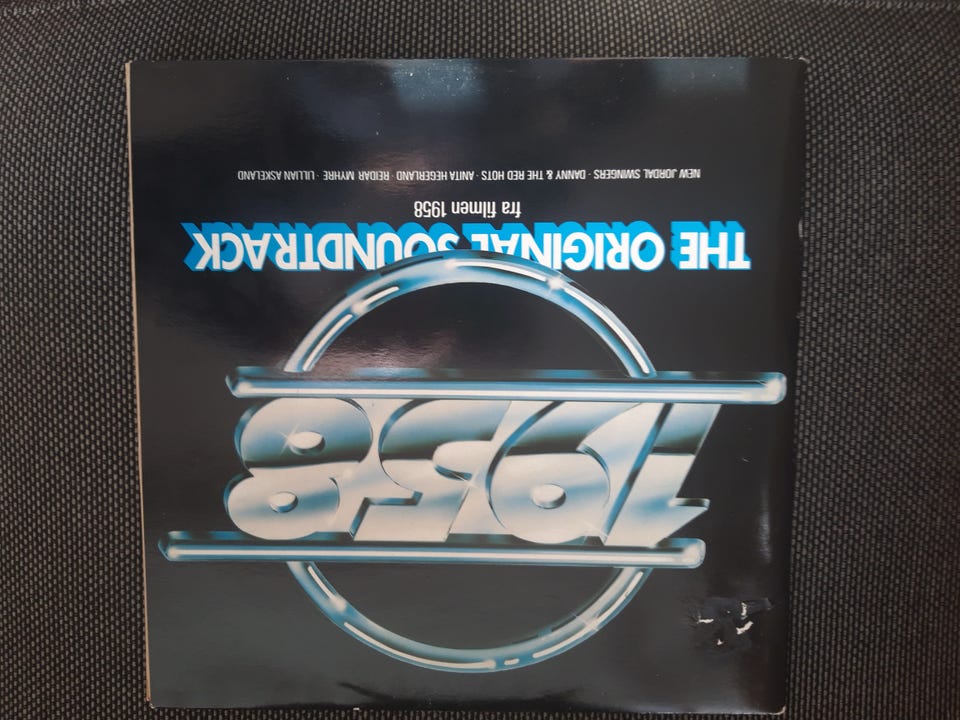 1958
THE ORIGINAL SOUNDTRACK
fra filmen 1958
NEW JORDAL SWINGERS · DANNY & THE RED HOTS · ANITA HEGERLAND · REIDAR MYHRE · LILLIAN ASKELAND